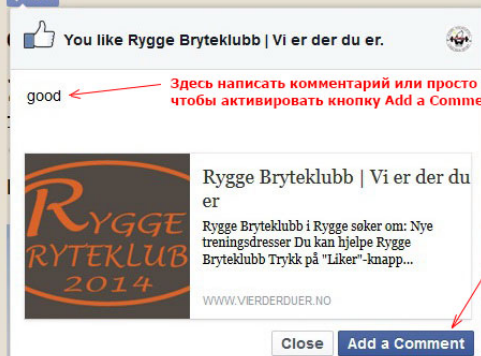 You like Rygge Bryteklubb | Vi er der du er.
Здесь написать комментарий или просто
чтобы активировать кнопку Add a Comme
good
RYGGE
RYTEKLUB
2014
Rygge Bryteklubb | Vi er der du
er
Rygge Bryteklubb i Rygge søker om: Nye
treningsdresser Du kan hjelpe Rygge
Bryteklubb Trykk på "Liker"-knapp...
WWW.VIERDERDUER.NO
Close
Add a Comment